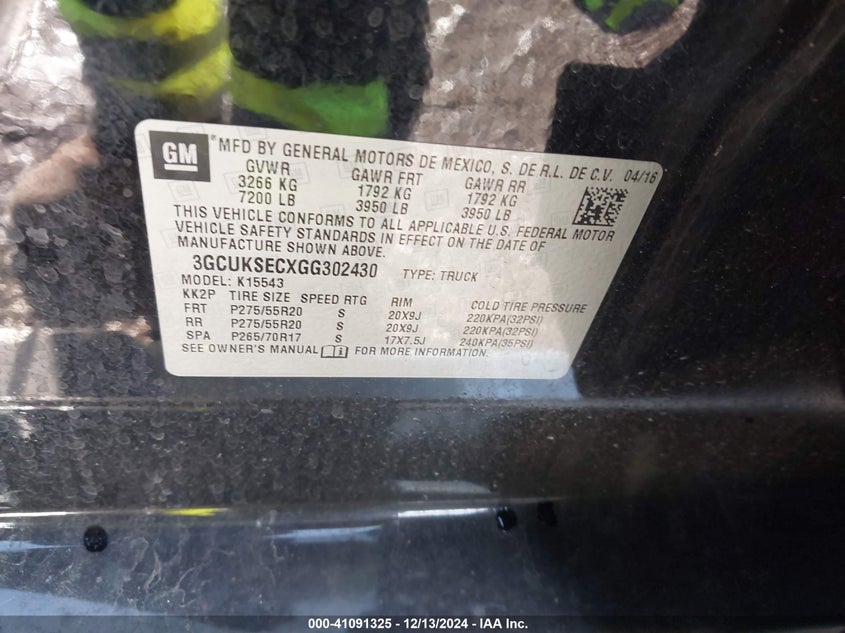 GM ®MFD BY GENERAL MOTORS DE MEXICO, S. DE R.L. DE C.V. 04/16
GVWR GAWR FRT GAWR RR
3266 KG 1792 KG 1792 KG
7200 LB 3950 LB 3950 LB
THIS VEHICLE CONFORMS TO ALL APPLICABLE U.S. FEDERAL MOTOR
VEHICLE SAFETY STANDARDS IN EFFECT ON THE DATE OF
MANUFACTURE SHOWN ABOVE.
3GCUKSECXGG302430 TYPE: TRUCK
MODEL: K15543
KK2P TIRE SIZE SPEED RTG RIM COLD TIRE PRESSURE
FRT P275/55R20 S 20X9J 220KPA(32PSI)
RR P275/55R20 S 20X9J 220KPA(32PSI)
SPA P265/70R17 S 17X7.5J 240KPA(35PSI)
SEE OWNER'S MANUAL FOR MORE INFORMATION.
000-41091325 - 12/13/2024 - IAA Inc.